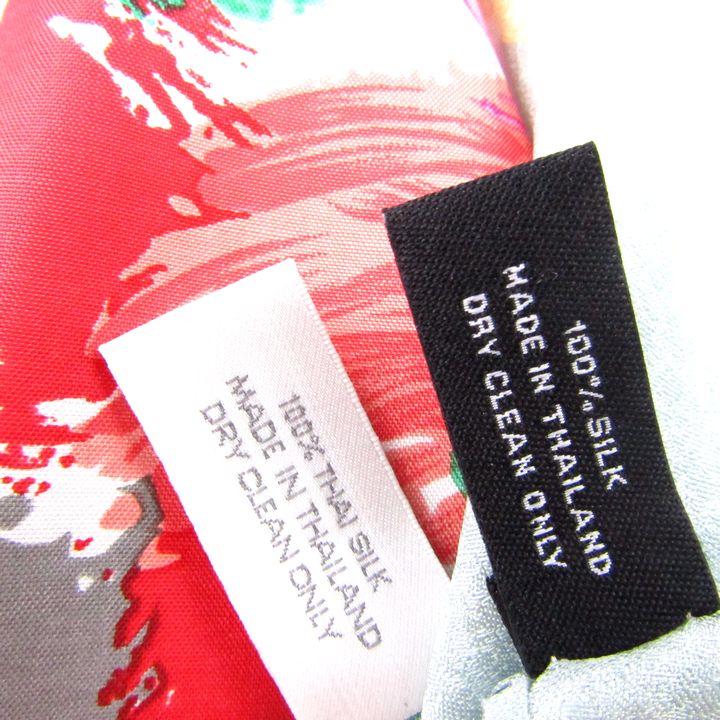 100% THAI SILK
MADE IN THAILAND
DRY CLEAN ONLY
100% SILK
MADE IN THAILAND
DRY CLEAN ONLY